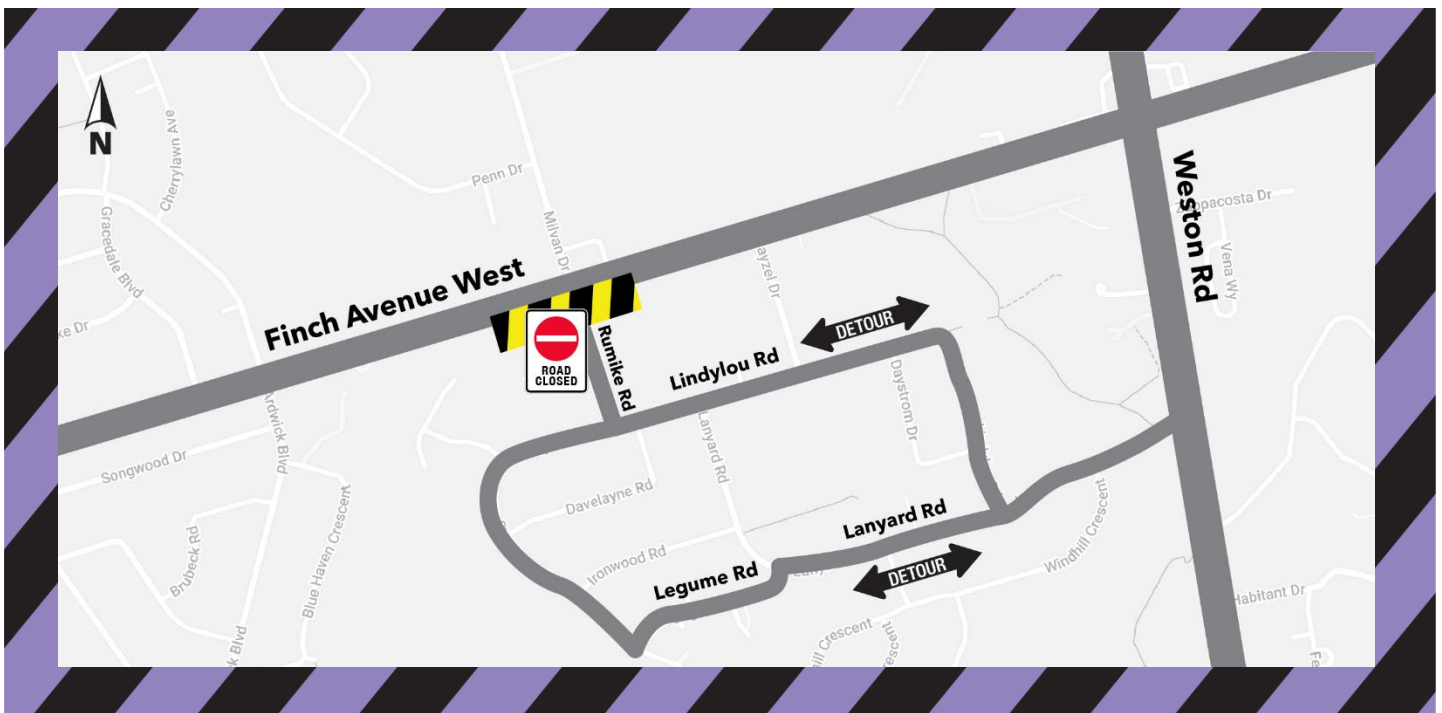 N
Cherrylawn Ave
Gracedale Blvd
Penn Dr
Milvan Dr
Weston Rd
Vena Wy
Finch Avenue West
ROAD
CLOSED
Rumike Rd
Lindylou Rd
DETOUR
Daystrom Dr
Lanyard Rd
Songwood Dr
Davelayne Rd
Brubeck Rd
Blue Haven Crescent
Ironwood Rd
Legume Rd
Lanyard Rd
DETOUR
Windhill Crescent
Habitant Dr
Crescent
Blvd